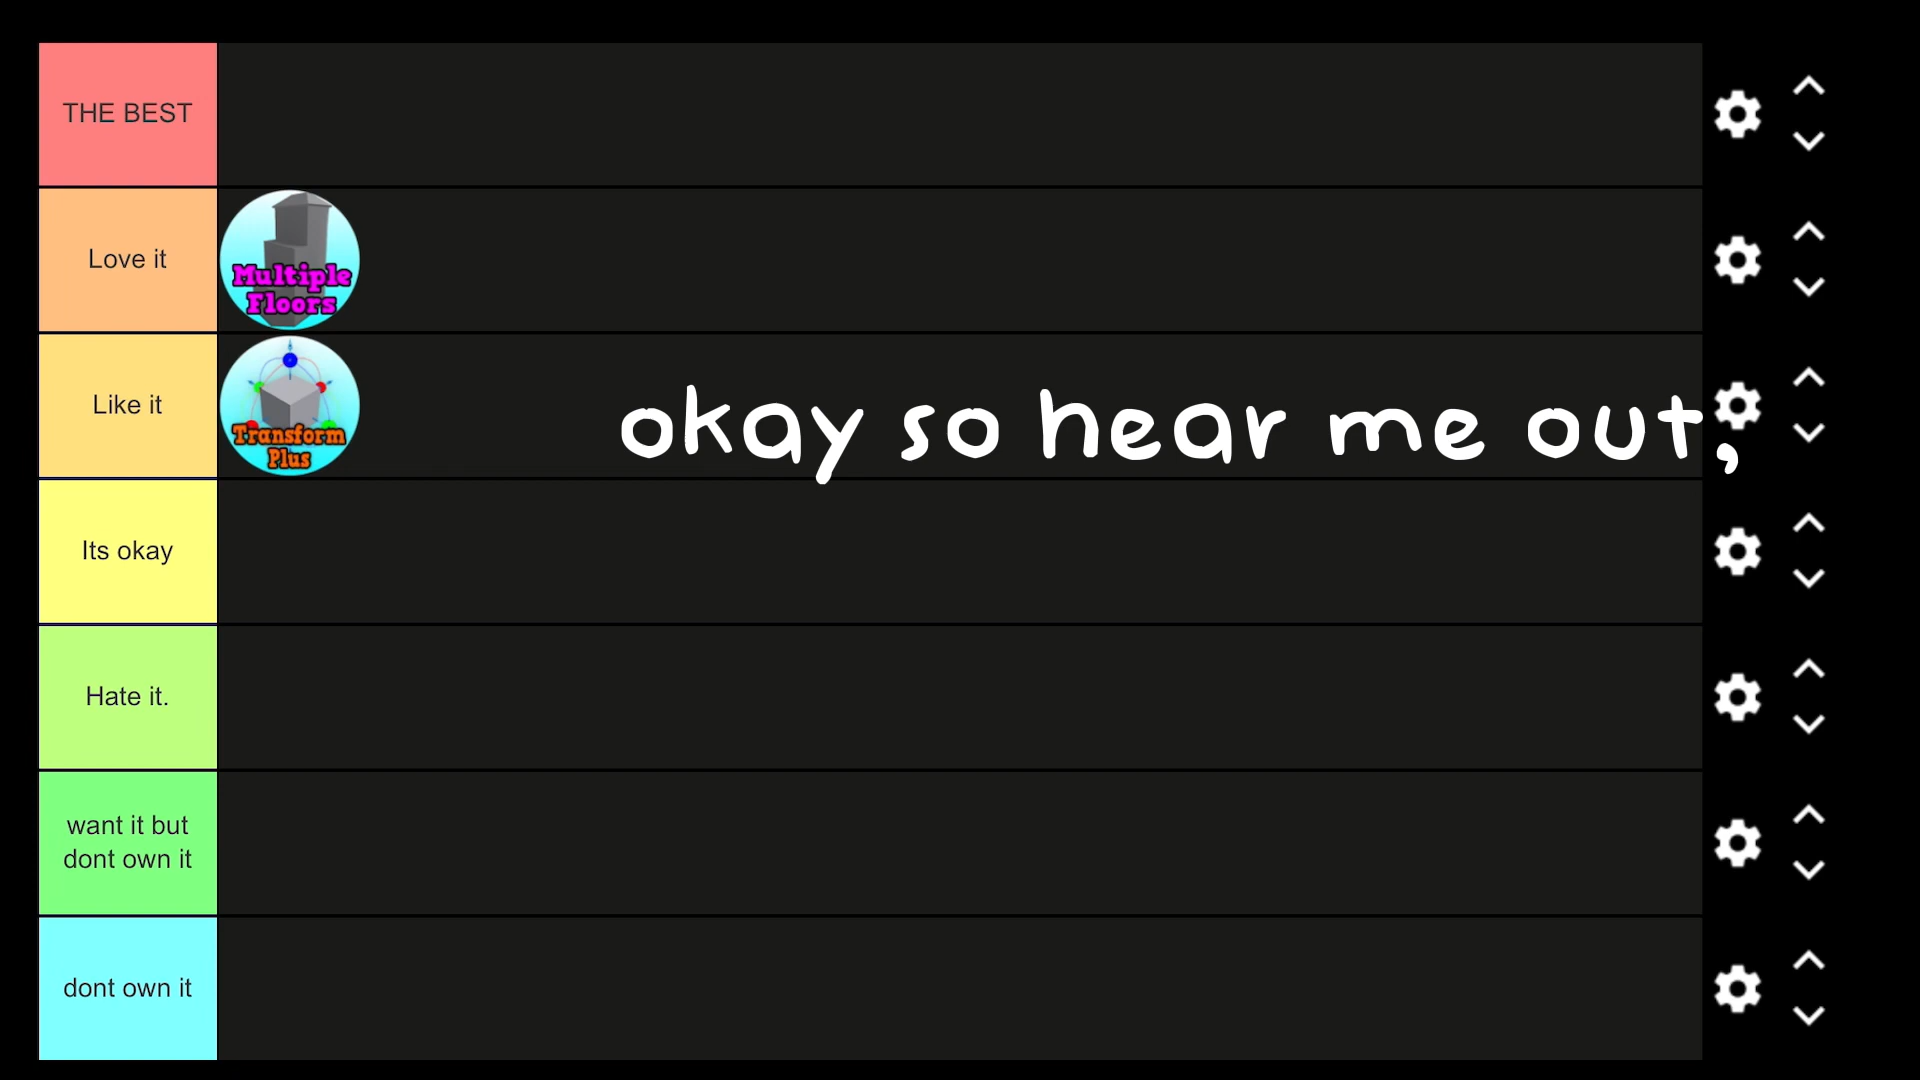 THE BEST
Love it
Multiple
Floors
Like it
Transform
Plus
okay so hear me out,
Its okay
Hate it.
want it but
dont own it
dont own it